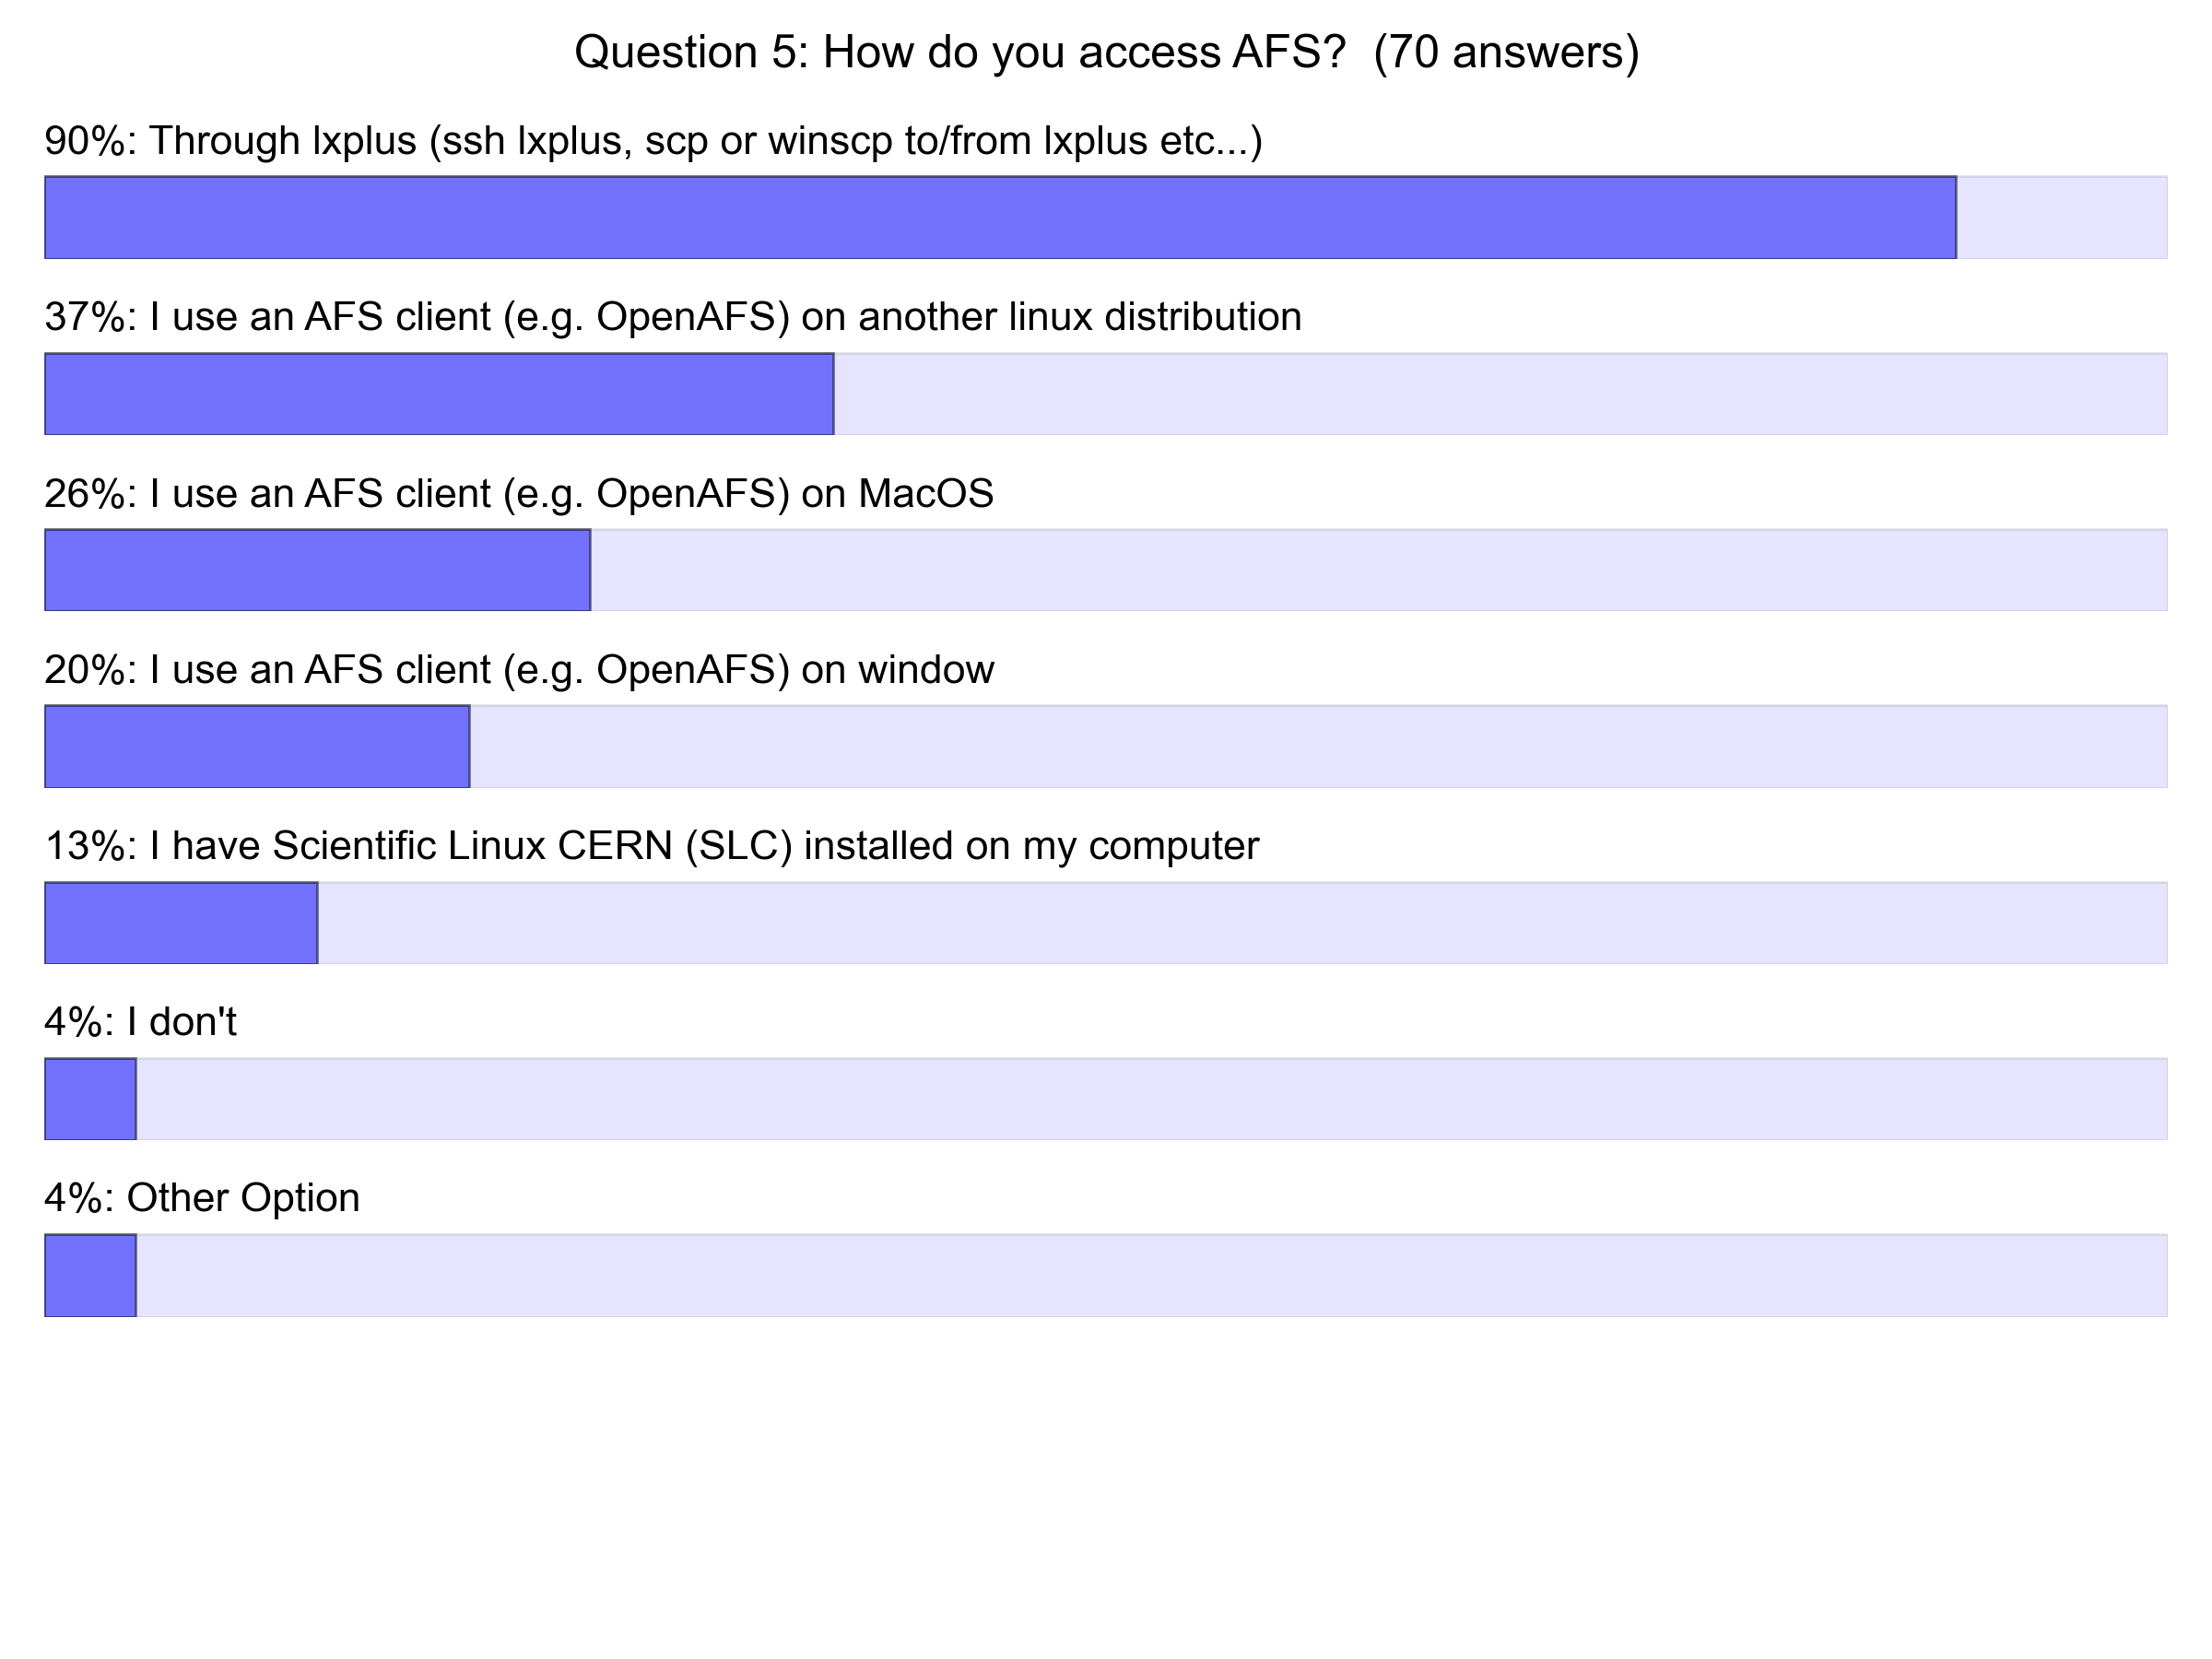 Question 5: How do you access AFS?  (70 answers)
90%: Through lxplus (ssh lxplus, scp or winscp to/from lxplus etc...)
37%: I use an AFS client (e.g. OpenAFS) on another linux distribution
26%: I use an AFS client (e.g. OpenAFS) on MacOS
20%: I use an AFS client (e.g. OpenAFS) on window
13%: I have Scientific Linux CERN (SLC) installed on my computer
4%: I don't
4%: Other Option